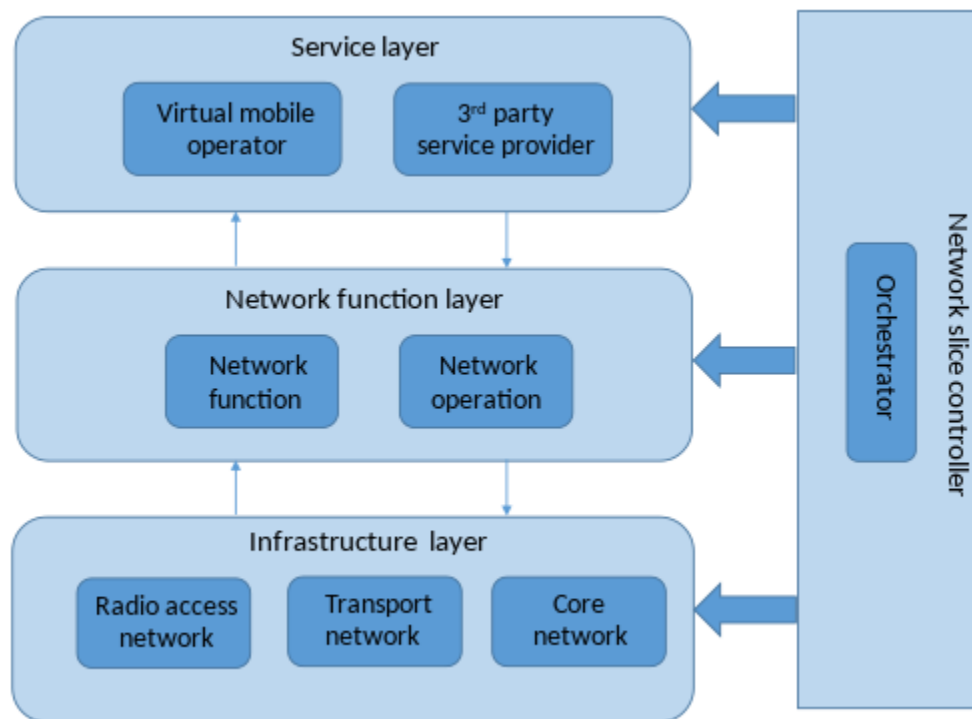 Service layer
Virtual mobile
operator
3rd party
service provider
Network function layer
Network
function
Network
operation
Infrastructure layer
Radio access
network
Transport
network
Core
network
Orchestrator
Network slice controller